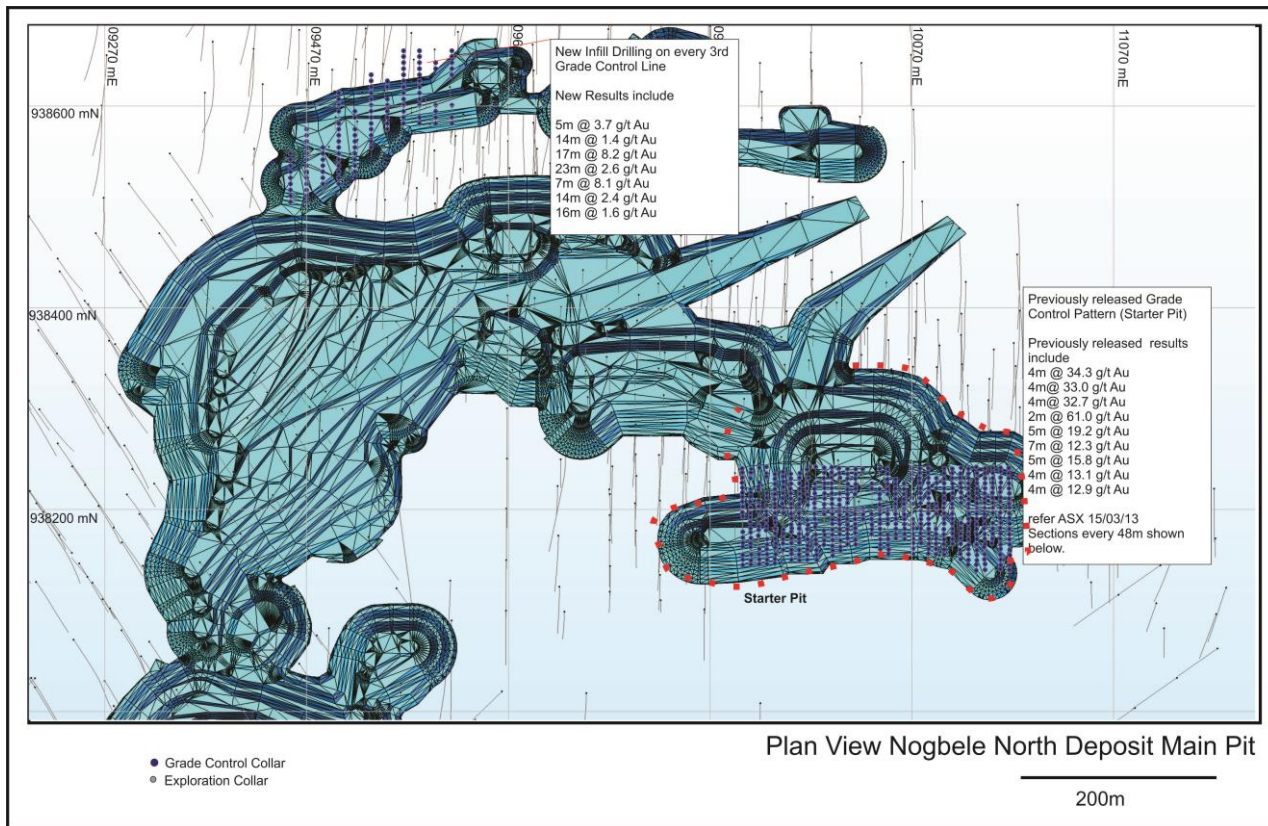 09270 mE
09470 mE
10070 mE
11070 mE
938600 mN
938400 mN
938200 mN
New Infill Drilling on every 3rd
Grade Control Line
New Results include
5m @ 3.7 g/t Au
14m @ 1.4 g/t Au
17m @ 8.2 g/t Au
23m @ 2.6 g/t Au
7m @ 8.1 g/t Au
14m @ 2.4 g/t Au
16m @ 1.6 g/t Au
Previously released Grade
Control Pattern (Starter Pit)
Previously released results
include
4m @ 34.3 g/t Au
4m@ 33.0 g/t Au
4m @ 32.7 g/t Au
2m @ 61.0 g/t Au
5m @ 19.2 g/t Au
7m @ 12.3 g/t Au
5m @ 15.8 g/t Au
4m @ 13.1 g/t Au
4m @ 12.9 g/t Au
refer ASX 15/03/13
Sections every 48m shown
below.
Starter Pit
Grade Control Collar
Exploration Collar
Plan View Nogbele North Deposit Main Pit
200m